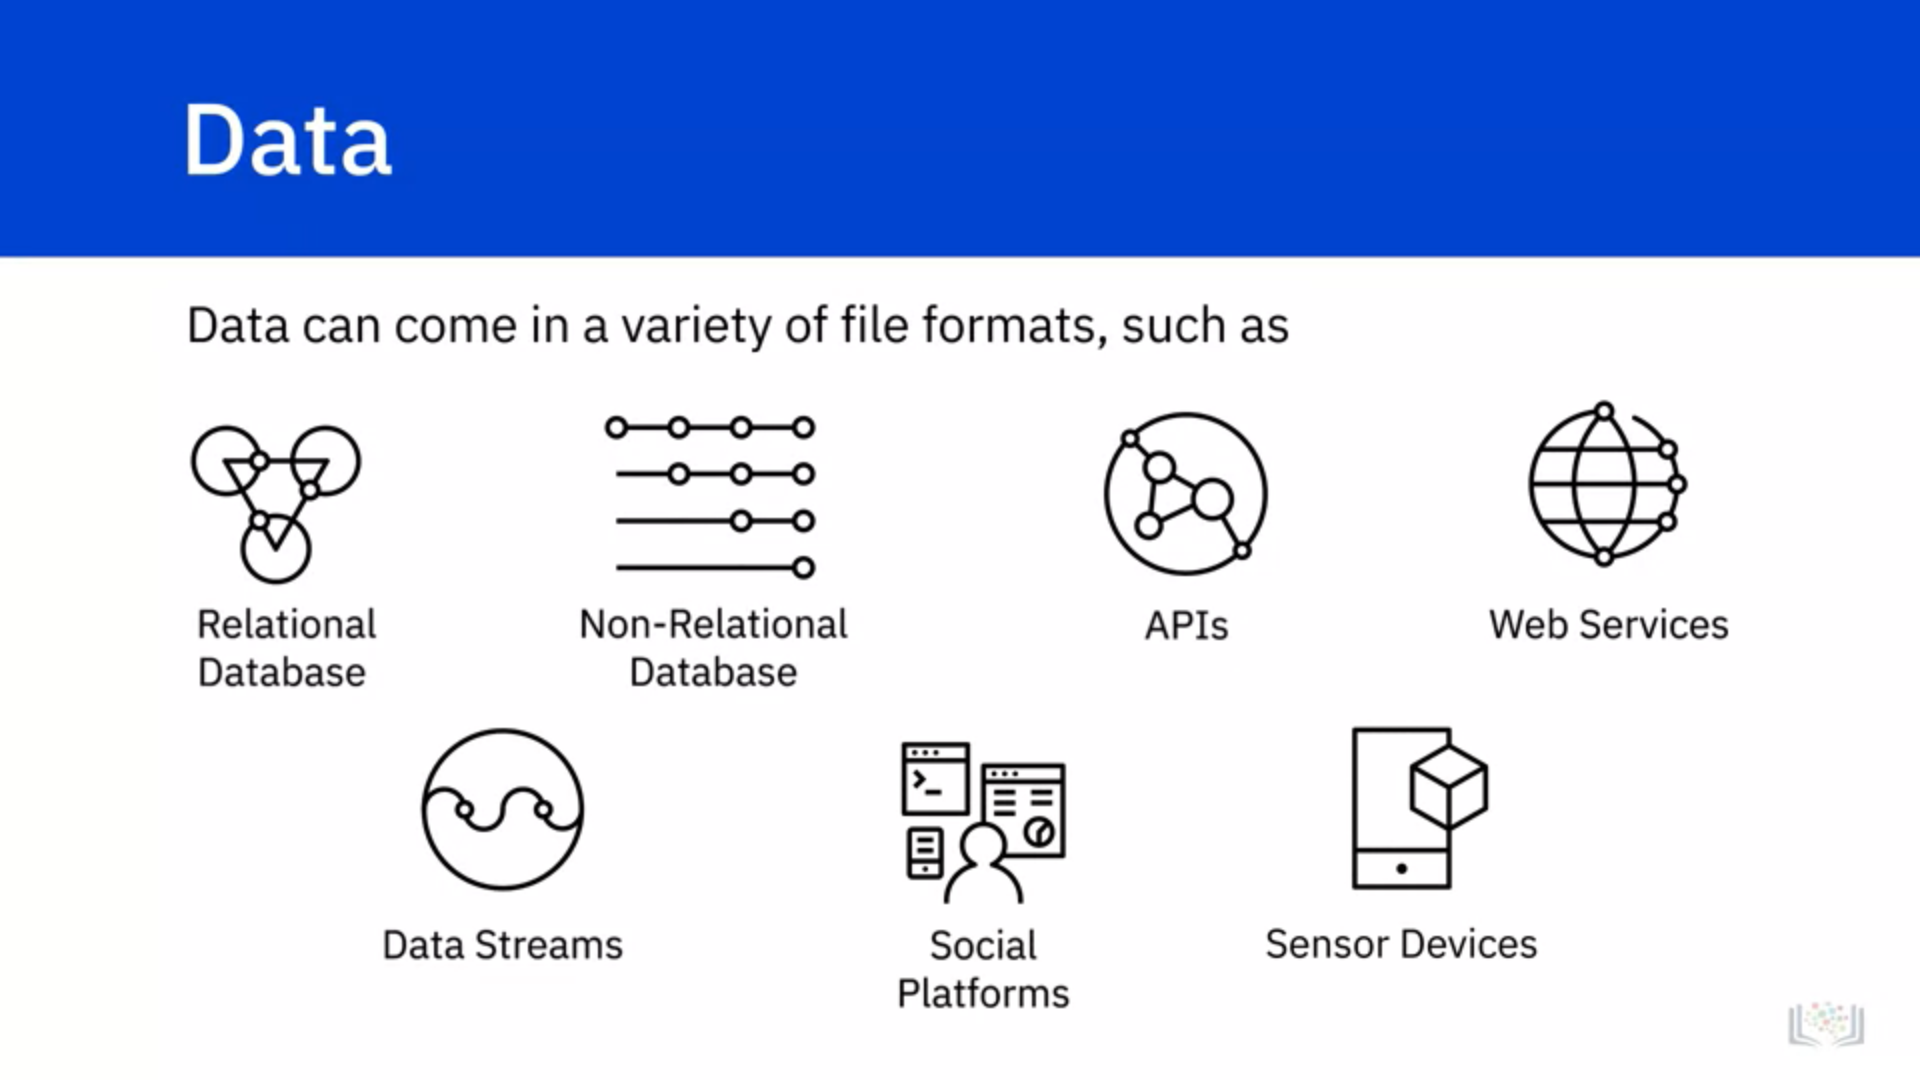 Data
Data can come in a variety of file formats, such as
Relational
Database
Non-Relational
Database
APIs
Web Services
Data Streams
Social
Platforms
Sensor Devices